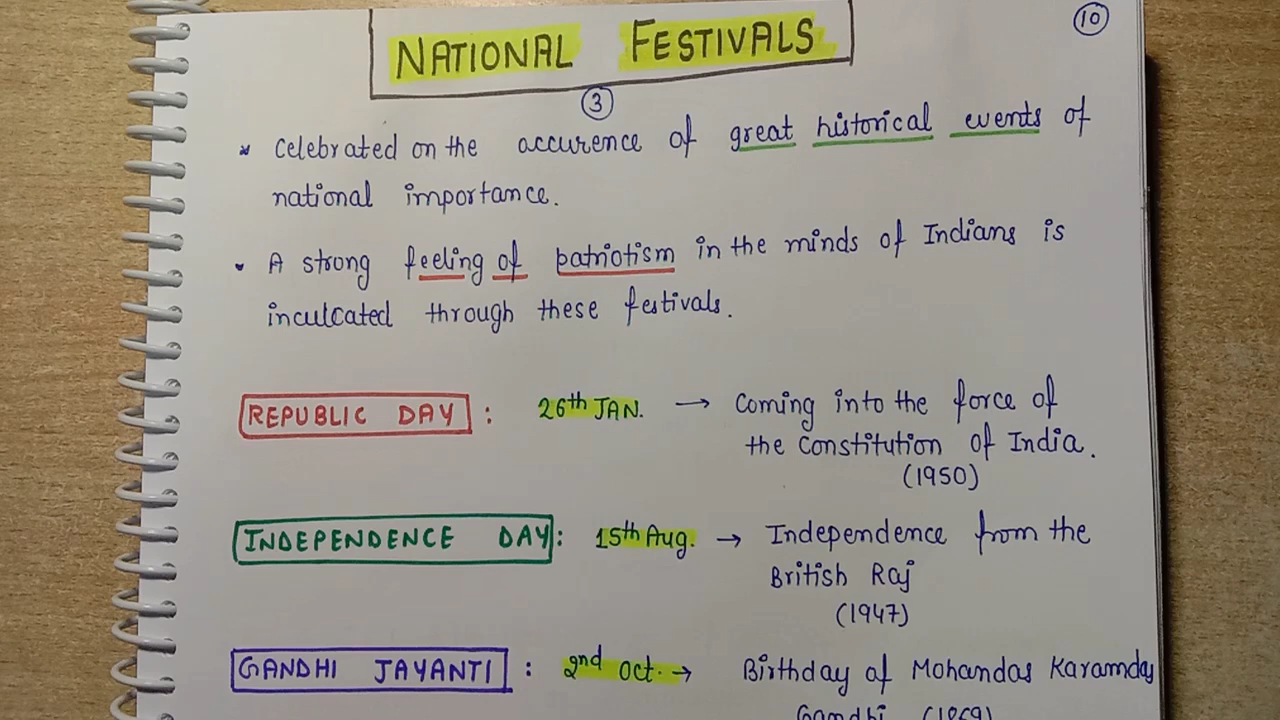 NATIONAL FESTIVALS
10
3
* Celebrated on the accurence of great historical events of
national importance.
• A strong feeling of patriotism in the minds of Indians is
inculcated through these festivals.
REPUBLIC DAY : 26th JAN. → Coming into the force of
the Constitution of India.
(1950)
INDEPENDENCE DAY : 15th Aug. → Independence from the
British Raj
(1947)
GANDHI JAYANTI : 2nd Oct. → Birthday of Mohandas Karamdas
Gandhi (1869)